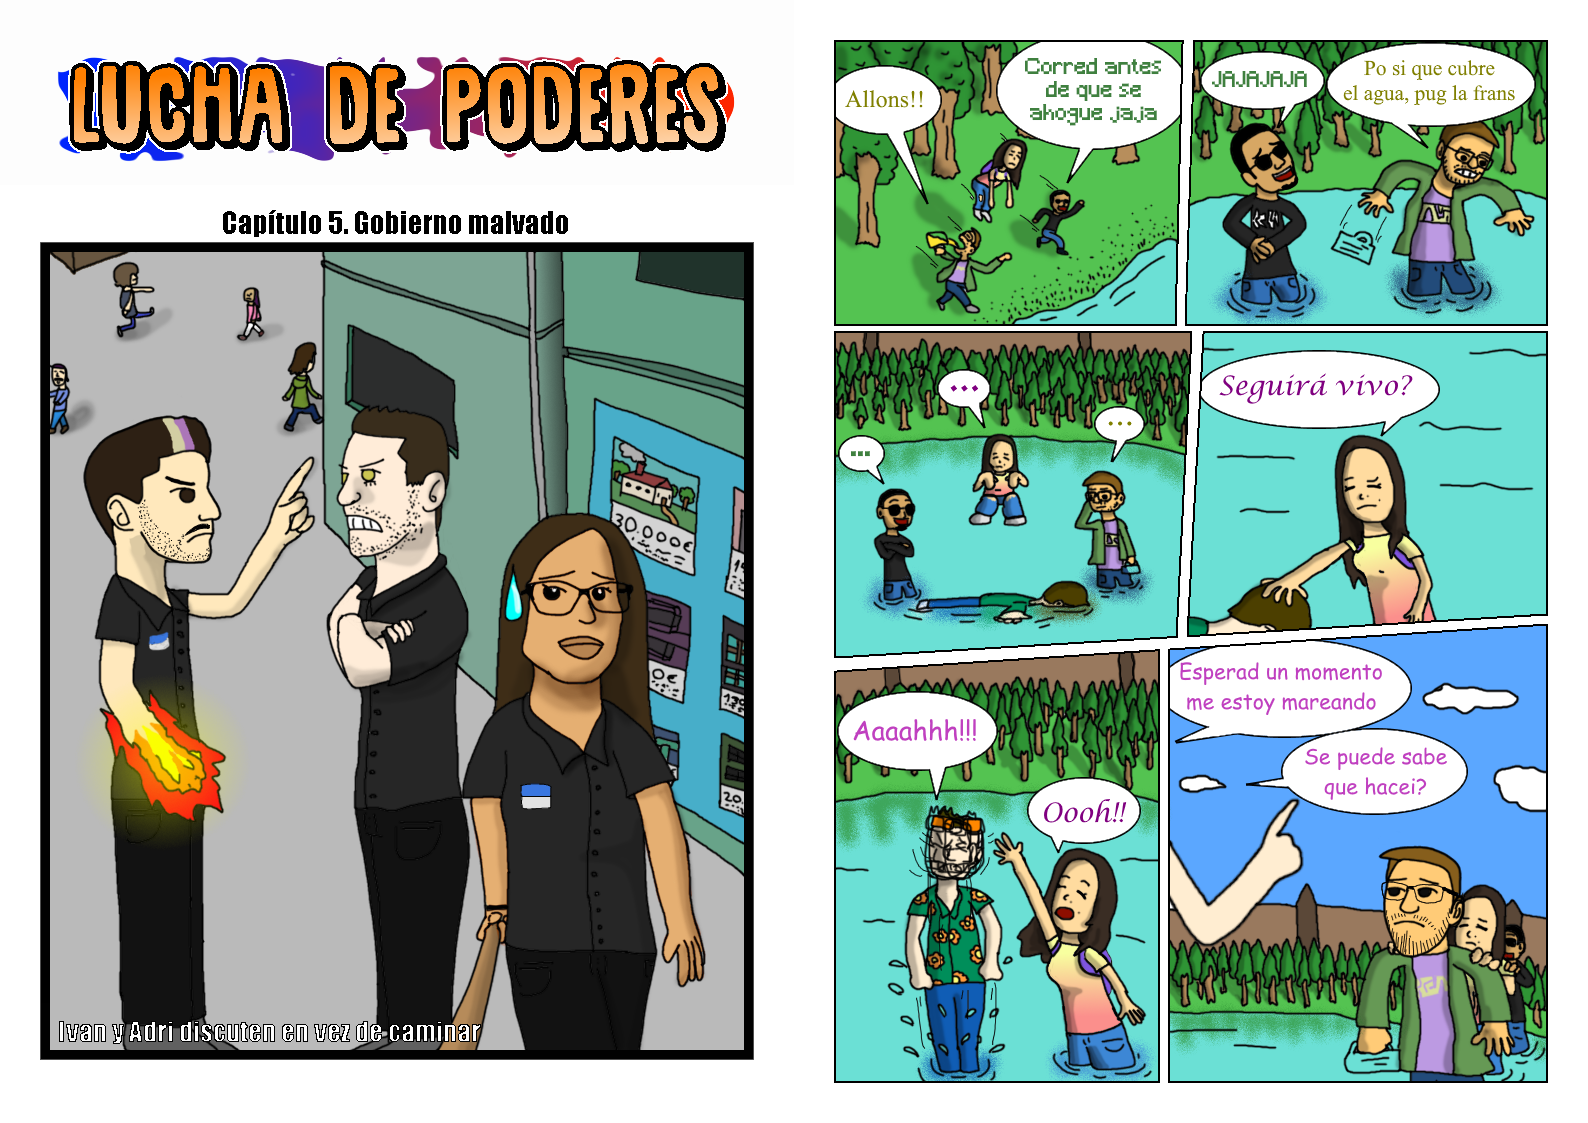 LUCHA DE PODERES
Capítulo 5. Gobierno malvado
30.000€
Ivan y Adri discuten en vez de caminar
Allons!!
Corred antes
de que se
ahogue jaja
JAJAJAJA
Po si que cubre
el agua, pug la frans
...
...
...
Seguirá vivo?
Aaaahhh!!!
Oooh!!
Esperad un momento
me estoy mareando
Se puede sabe
que hacei?